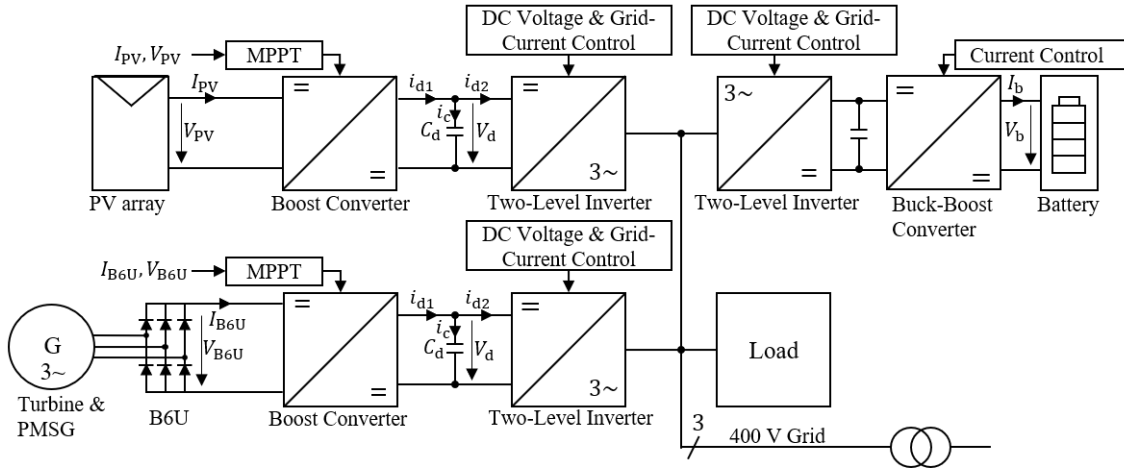 DC Voltage & Grid-
Current Control
DC Voltage & Grid-
Current Control
I_PV, V_PV
MPPT
Current Control
I_PV
=
i_d1
i_d2
=
3~
=
I_b
V_PV
i_c
C_d
V_d
V_b
=
3~
=
=
PV array
Boost Converter
Two-Level Inverter
Two-Level Inverter
Buck-Boost
Converter
Battery
DC Voltage & Grid-
Current Control
I_B6U, V_B6U
MPPT
=
i_d1
i_d2
=
I_B6U
G
3~
V_B6U
i_c
C_d
V_d
Load
=
3~
Turbine &
PMSG
B6U
Boost Converter
Two-Level Inverter
3
400 V Grid